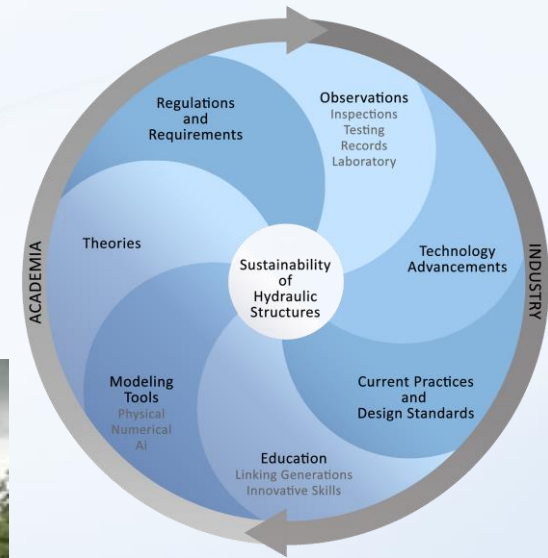 Regulations
and
Requirements
Observations
Inspections
Testing
Records
Laboratory
Theories
Technology
Advancements
ACADEMIA
INDUSTRY
Sustainability
of
Hydraulic
Structures
Modeling
Tools
Physical
Numerical
Ai
Current Practices
and
Design Standards
Education
Linking Generations
Innovative Skills